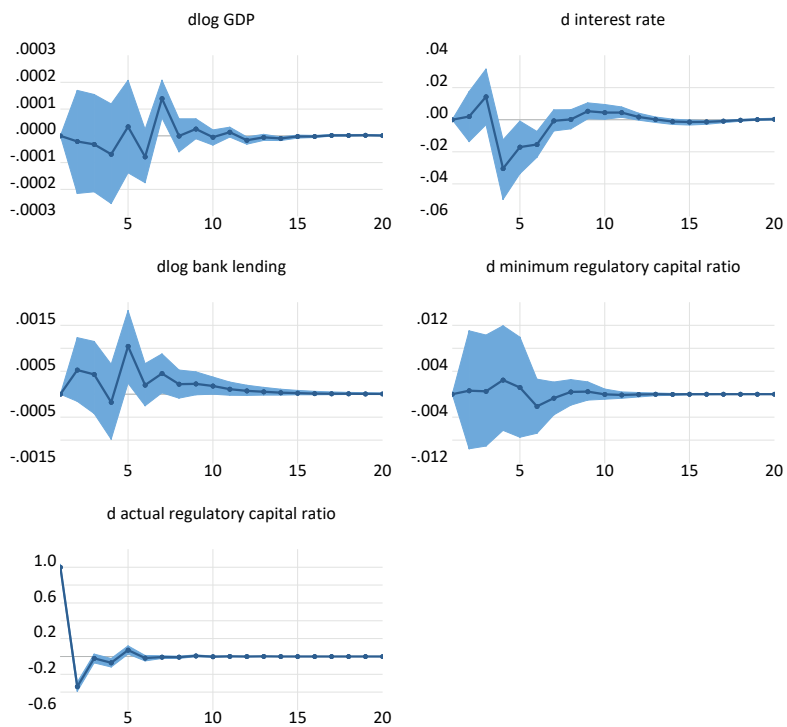 dlog GDP
.0003
.0002
.0001
.0000
-.0001
-.0002
-.0003
5 10 15 20
d interest rate
.04
.02
.00
-.02
-.04
-.06
5 10 15 20
dlog bank lending
.0015
.0005
-.0005
-.0015
5 10 15 20
d minimum regulatory capital ratio
.012
.004
-.004
-.012
5 10 15 20
d actual regulatory capital ratio
1.0
0.6
0.2
-0.2
-0.6
5 10 15 20